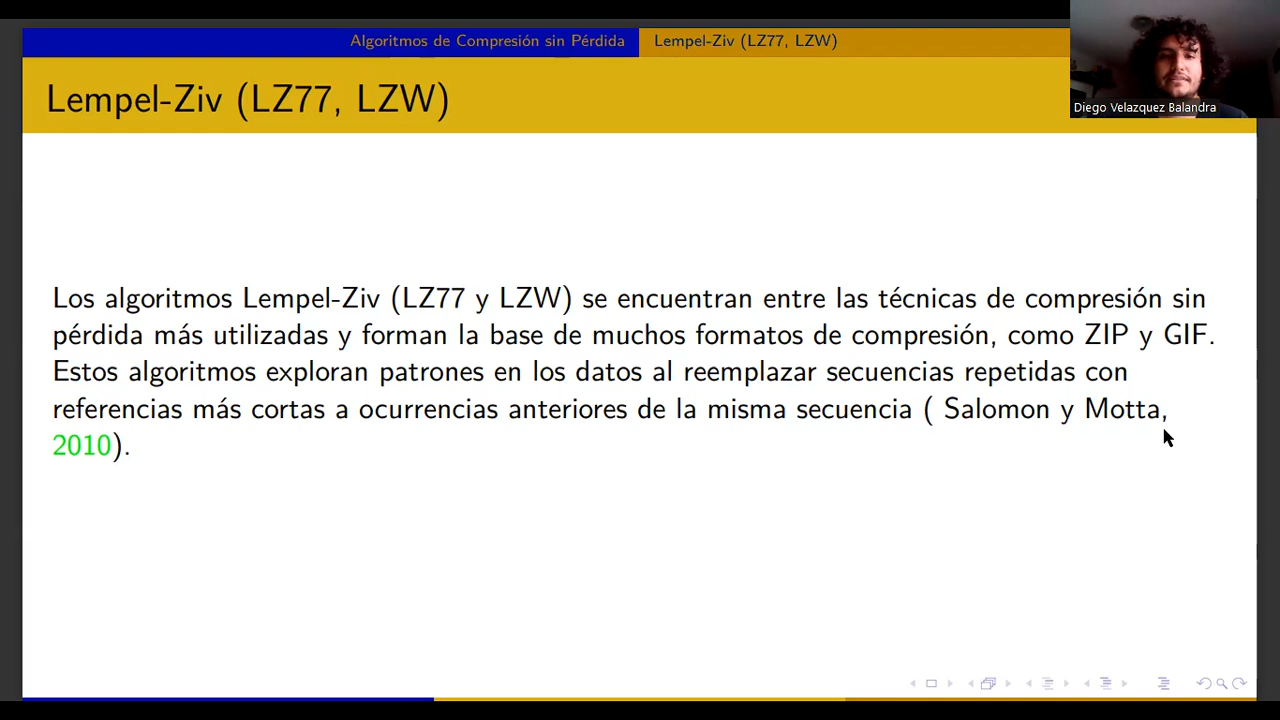 Algoritmos de Compresión sin Pérdida
Lempel-Ziv (LZ77, LZW)
Lempel-Ziv (LZ77, LZW)
Diego Velazquez Balandra
Los algoritmos Lempel-Ziv (LZ77 y LZW) se encuentran entre las técnicas de compresión sin
pérdida más utilizadas y forman la base de muchos formatos de compresión, como ZIP y GIF.
Estos algoritmos exploran patrones en los datos al reemplazar secuencias repetidas con
referencias más cortas a ocurrencias anteriores de la misma secuencia ( Salomon y Motta,
2010).